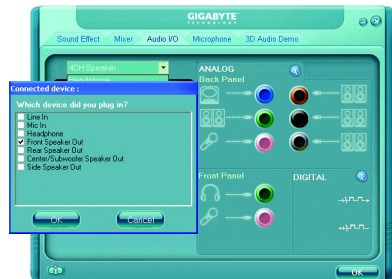 GIGABYTE
TECHNOLOGY
Sound Effect Mixer Audio I/O Microphone 3D Audio Demo
4CH Speaker
Headphone
ANALOG
Back Panel
Connected device :
Which device did you plug in?
Line In
Mic In
Headphone
Front Speaker Out
Rear Speaker Out
Center/Subwoofer Speaker Out
Side Speaker Out
OK Cancel
Front Panel
DIGITAL
OK